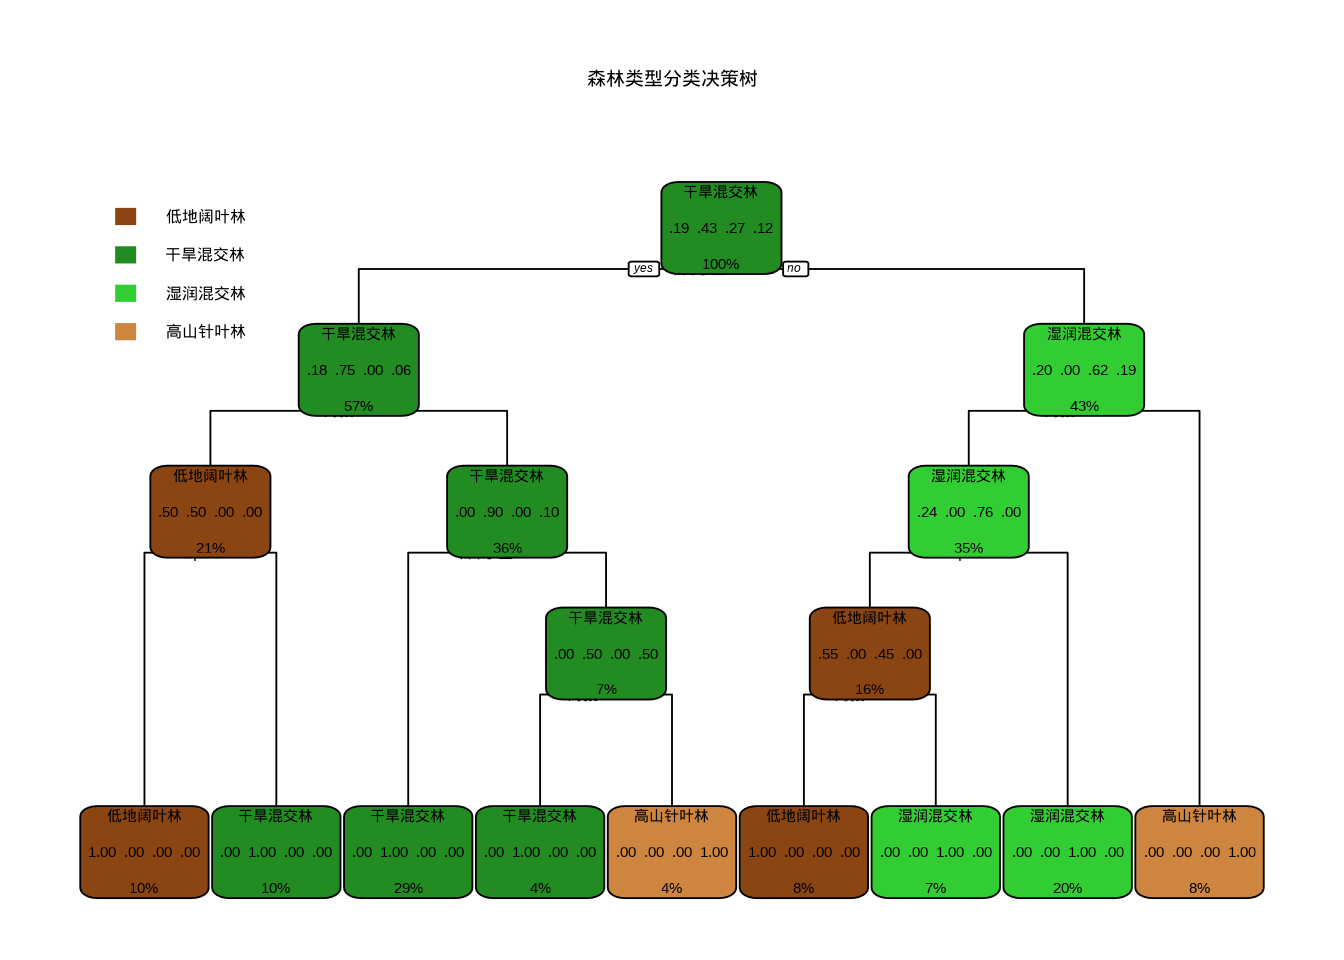 森林类型分类决策树
低地阔叶林
干旱混交林
湿润混交林
高山针叶林
干旱混交林
.19 .43 .27 .12
100%
yes
no
干旱混交林
.18 .75 .00 .06
57%
湿润混交林
.20 .00 .62 .19
43%
低地阔叶林
.50 .50 .00 .00
21%
干旱混交林
.00 .90 .00 .10
36%
湿润混交林
.24 .00 .76 .00
35%
干旱混交林
.00 .50 .00 .50
7%
低地阔叶林
.55 .00 .45 .00
16%
低地阔叶林
1.00 .00 .00 .00
10%
干旱混交林
.00 1.00 .00 .00
10%
干旱混交林
.00 1.00 .00 .00
29%
干旱混交林
.00 1.00 .00 .00
4%
高山针叶林
.00 .00 .00 1.00
4%
低地阔叶林
1.00 .00 .00 .00
8%
湿润混交林
.00 .00 1.00 .00
7%
湿润混交林
.00 .00 1.00 .00
20%
高山针叶林
.00 .00 .00 1.00
8%